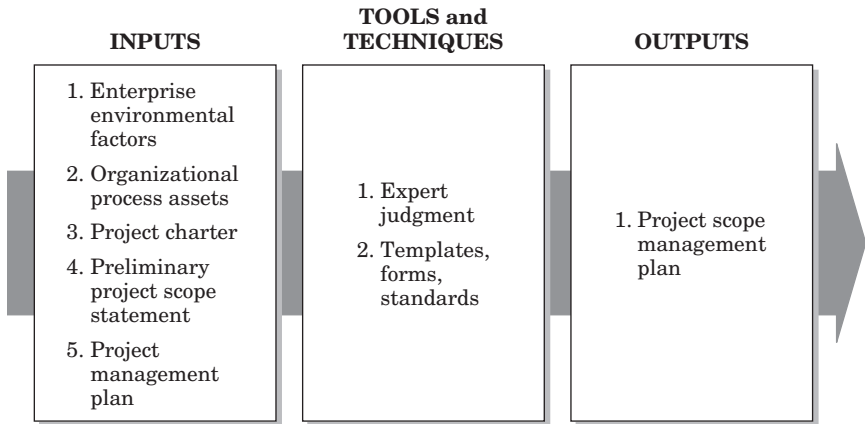 INPUTS
1. Enterprise
environmental
factors
2. Organizational
process assets
3. Project charter
4. Preliminary
project scope
statement
5. Project
management
plan
TOOLS and
TECHNIQUES
1. Expert
judgment
2. Templates,
forms,
standards
OUTPUTS
1. Project scope
management
plan